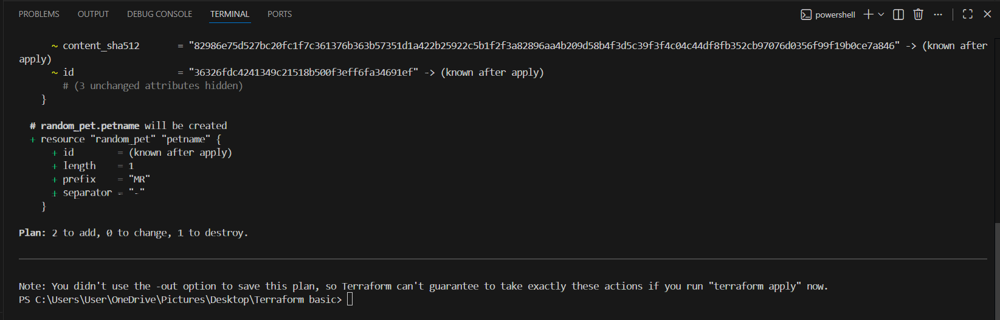 PROBLEMS OUTPUT DEBUG CONSOLE TERMINAL PORTS powershell
~ content_sha512 = "82986e75d527bc20fc1f7c361376b363b57351d1a422b25922c5b1f2f3a82896aa4b209d58b4f3d5c39f3f4c04c44df8fb352cb97076d0356f99f19b0ce7a846" -> (known after
apply)
~ id = "36326fdc4241349c21518b500f3eff6fa34691ef" -> (known after apply)
# (3 unchanged attributes hidden)
}
# random_pet.petname will be created
+ resource "random_pet" "petname" {
+ id = (known after apply)
+ length = 1
+ prefix = "MR"
+ separator = "-"
}
Plan: 2 to add, 0 to change, 1 to destroy.
Note: You didn't use the -out option to save this plan, so Terraform can't guarantee to take exactly these actions if you run "terraform apply" now.
PS C:\Users\User\OneDrive\Pictures\Desktop\Terraform basic>